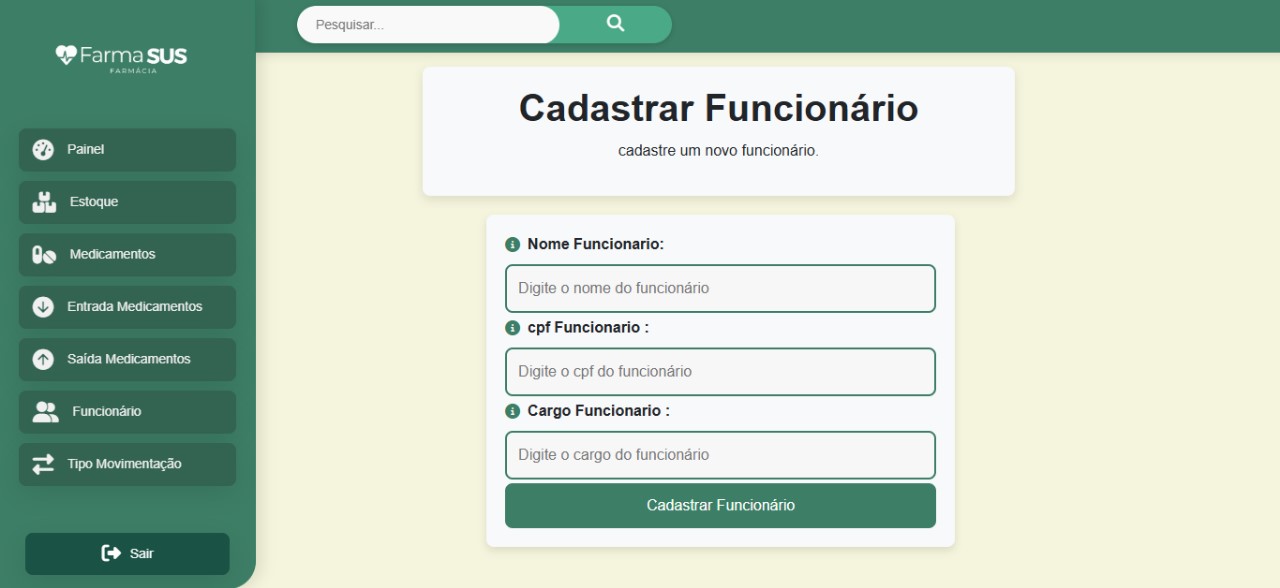 Farma SUS
FARMÁCIA
Painel
Estoque
Medicamentos
Entrada Medicamentos
Saída Medicamentos
Funcionário
Tipo Movimentação
Sair
Pesquisar...
Cadastrar Funcionário
cadastre um novo funcionário.
Nome Funcionario:
Digite o nome do funcionário
cpf Funcionario :
Digite o cpf do funcionário
Cargo Funcionario :
Digite o cargo do funcionário
Cadastrar Funcionário